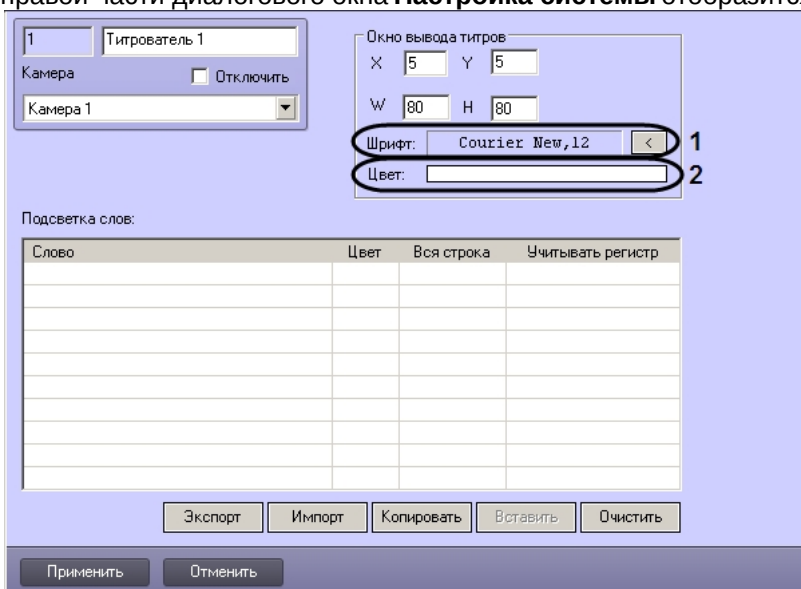 правой части диалогового окна Настройка системы отобразится
1 Титрователь 1
Камера Отключить
Камера 1
Окно вывода титров
X 5 Y 5
W 80 H 80
Шрифт: Courier New,12 < 1
Цвет: 2
Подсветка слов:
Слово Цвет Вся строка Учитывать регистр
Экспорт Импорт Копировать Вставить Очистить
Применить Отменить